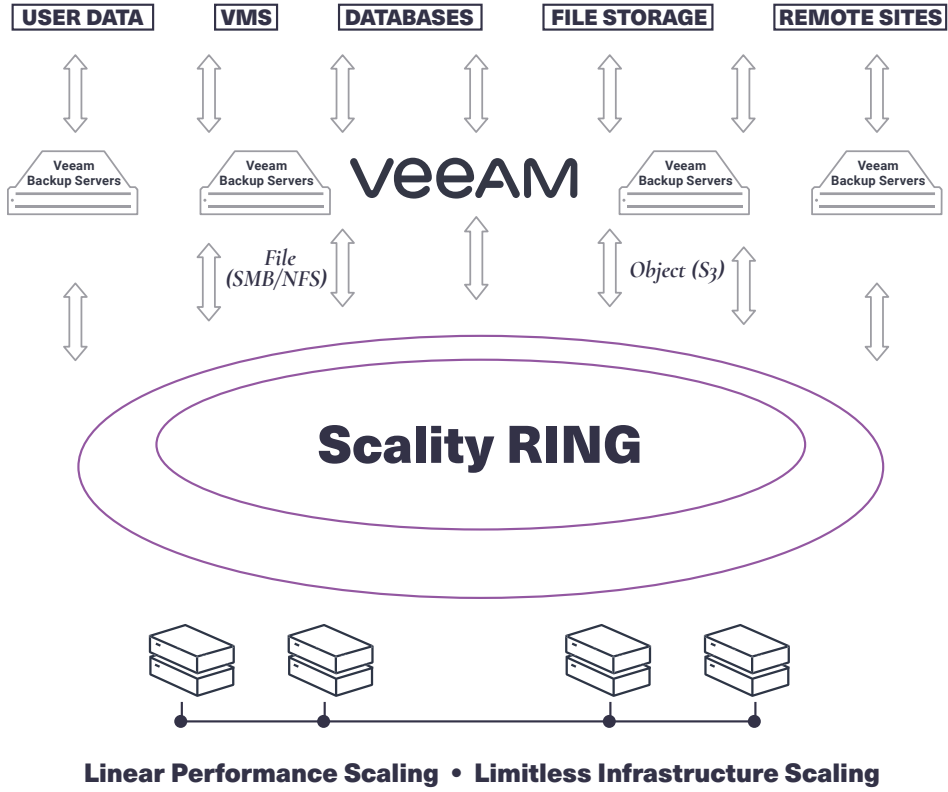 USER DATA
VMS
DATABASES
FILE STORAGE
REMOTE SITES
Veeam
Backup Servers
Veeam
Backup Servers
veeAM
Veeam
Backup Servers
Veeam
Backup Servers
File
(SMB/NFS)
Object (S3)
Scality RING
Linear Performance Scaling • Limitless Infrastructure Scaling